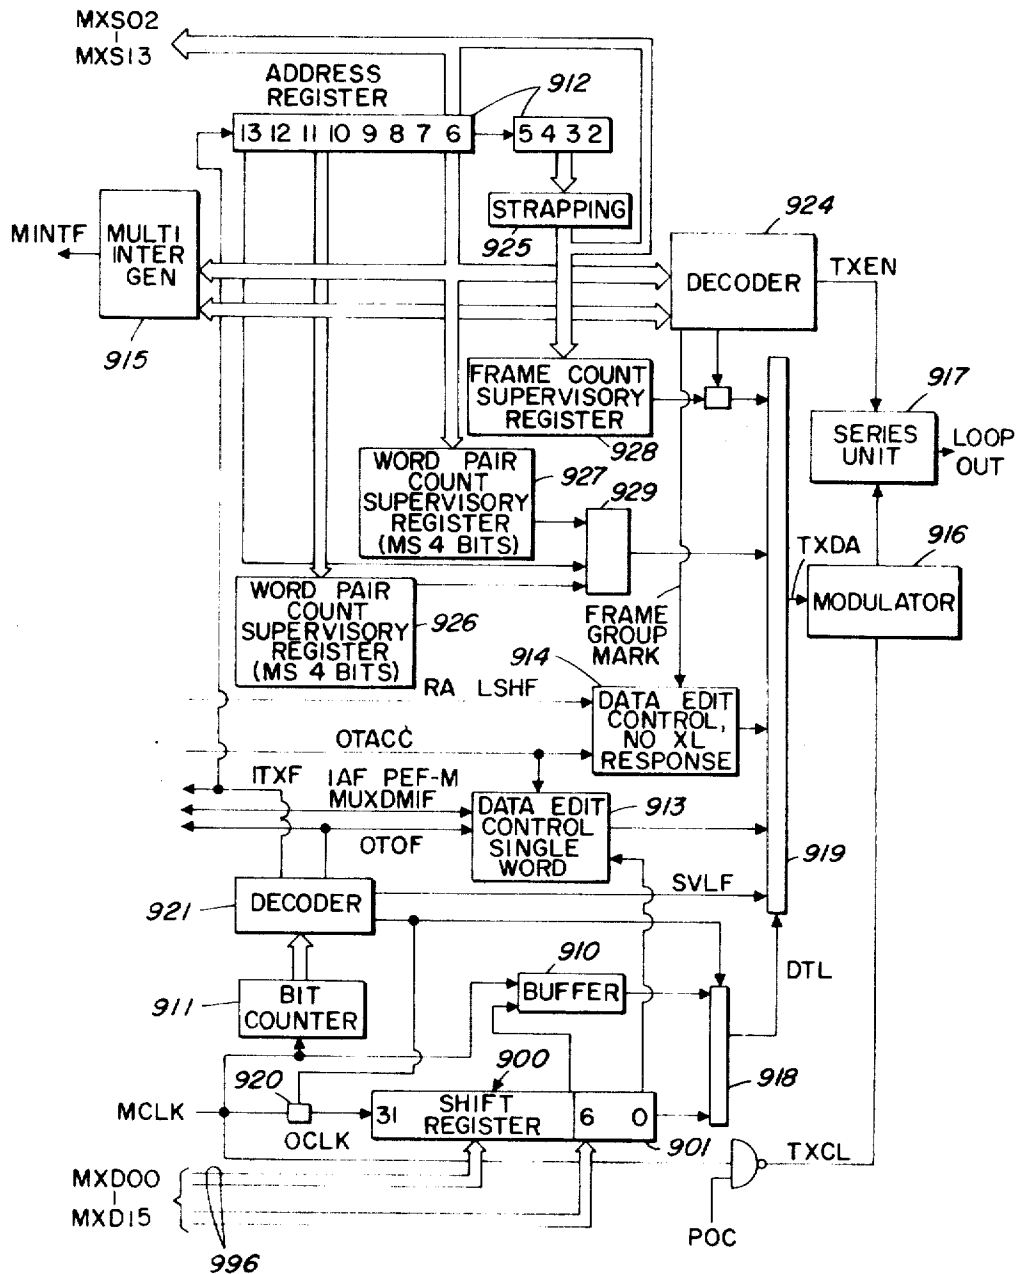 MXS02
MXS13
ADDRESS
REGISTER
912
13 12 11 10 9 8 7 6
5 4 3 2
STRAPPING
925
924
MINTF
MULTI
INTER
GEN
915
DECODER
TXEN
FRAME COUNT
SUPERVISORY
REGISTER
928
917
SERIES
UNIT
LOOP
OUT
WORD PAIR
COUNT
SUPERVISORY
REGISTER
(MS 4 BITS)
927
929
TXDA
916
MODULATOR
WORD PAIR
COUNT
SUPERVISORY
REGISTER
(MS 4 BITS)
926
FRAME
GROUP
MARK
914
RA LSHF
DATA EDIT
CONTROL,
NO XL
RESPONSE
OTACC
ITXF
IAF PEF-M
MUXDMIF
OTOF
DATA EDIT
CONTROL
SINGLE
WORD
913
919
SVLF
921
DECODER
910
BUFFER
DTL
911
BIT
COUNTER
918
920
900
MCLK
OCLK
31
SHIFT
REGISTER
6 0
901
TXCL
MXD00
MXD15
996
POC